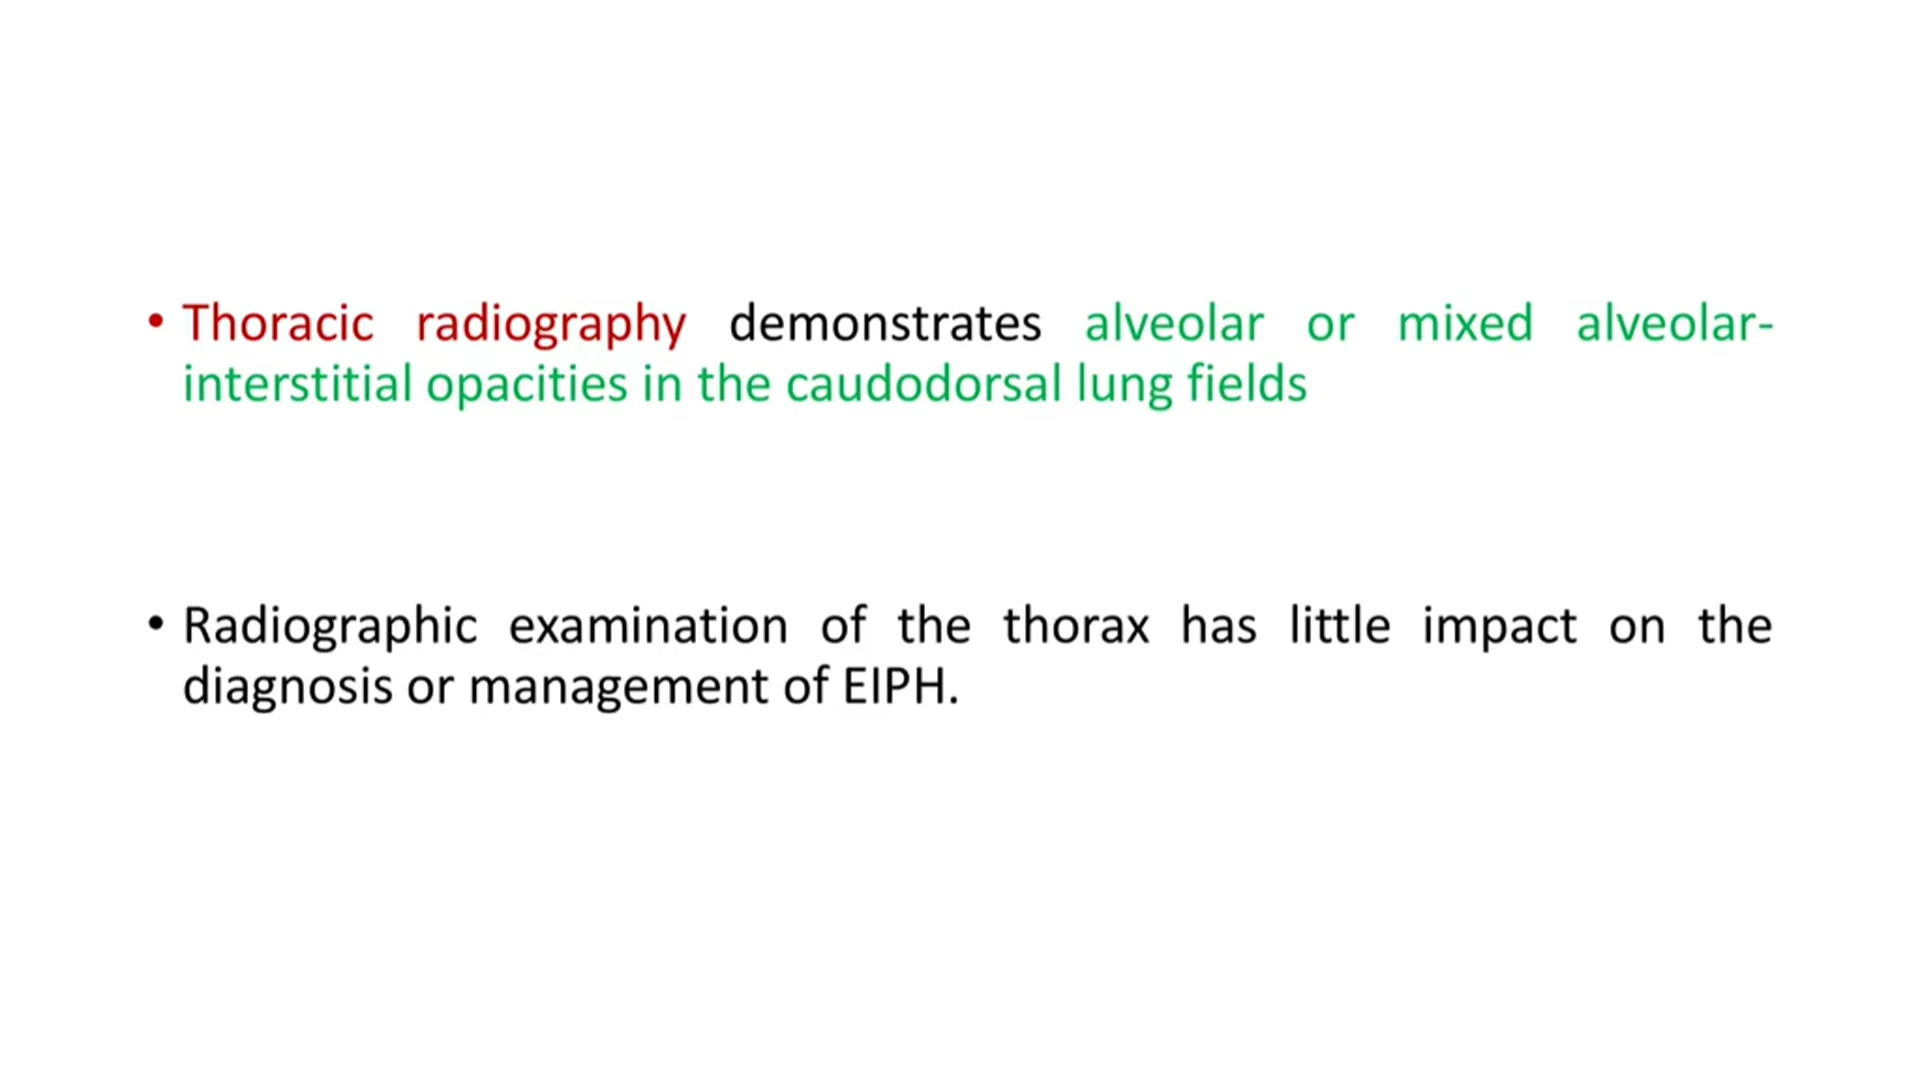 • Thoracic radiography demonstrates alveolar or mixed alveolar-
interstitial opacities in the caudodorsal lung fields
• Radiographic examination of the thorax has little impact on the
diagnosis or management of EIPH.